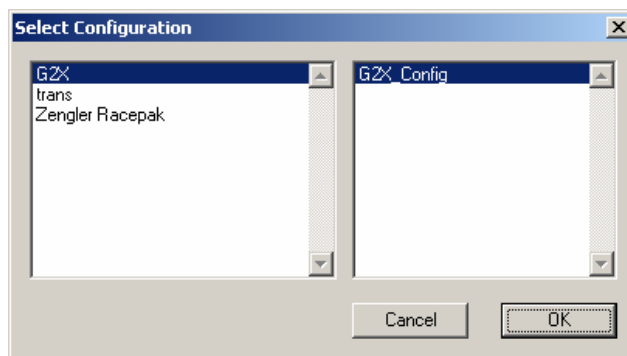 Select Configuration
G2X
trans
Zengler Racepak
G2X_Config
Cancel
OK